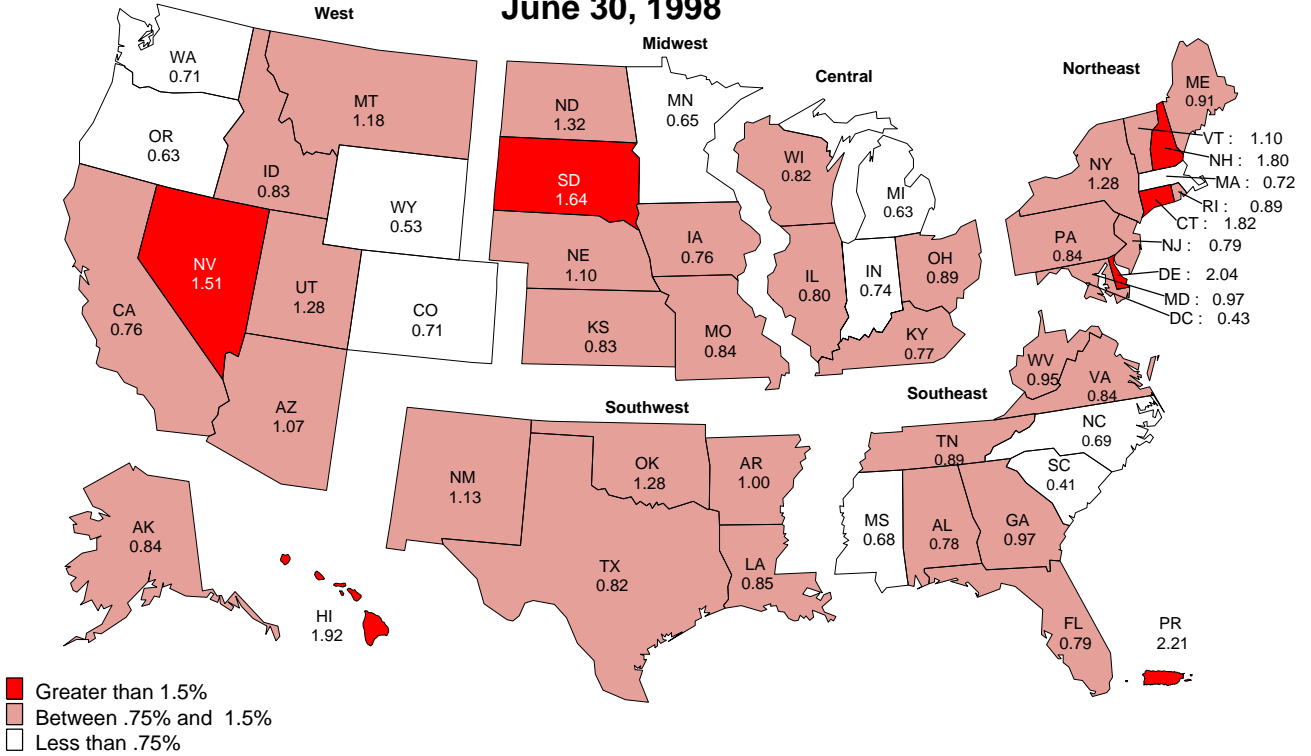 June 30, 1998
West
Midwest
Central
Northeast
WA
0.71
OR
0.63
MT
1.18
ID
0.83
WY
0.53
NV
1.51
UT
1.28
CO
0.71
CA
0.76
AZ
1.07
AK
0.84
HI
1.92
ND
1.32
MN
0.65
SD
1.64
NE
1.10
IA
0.76
KS
0.83
MO
0.84
WI
0.82
MI
0.63
IL
0.80
IN
0.74
OH
0.89
KY
0.77
ME
0.91
NY
1.28
VT : 1.10
NH : 1.80
MA : 0.72
RI : 0.89
CT : 1.82
NJ : 0.79
DE : 2.04
MD : 0.97
DC : 0.43
PA
0.84
Southwest
NM
1.13
OK
1.28
AR
1.00
TX
0.82
LA
0.85
Southeast
WV
0.95
VA
0.84
NC
0.69
TN
0.89
SC
0.41
MS
0.68
AL
0.78
GA
0.97
FL
0.79
PR
2.21
Greater than 1.5%
Between .75% and 1.5%
Less than .75%